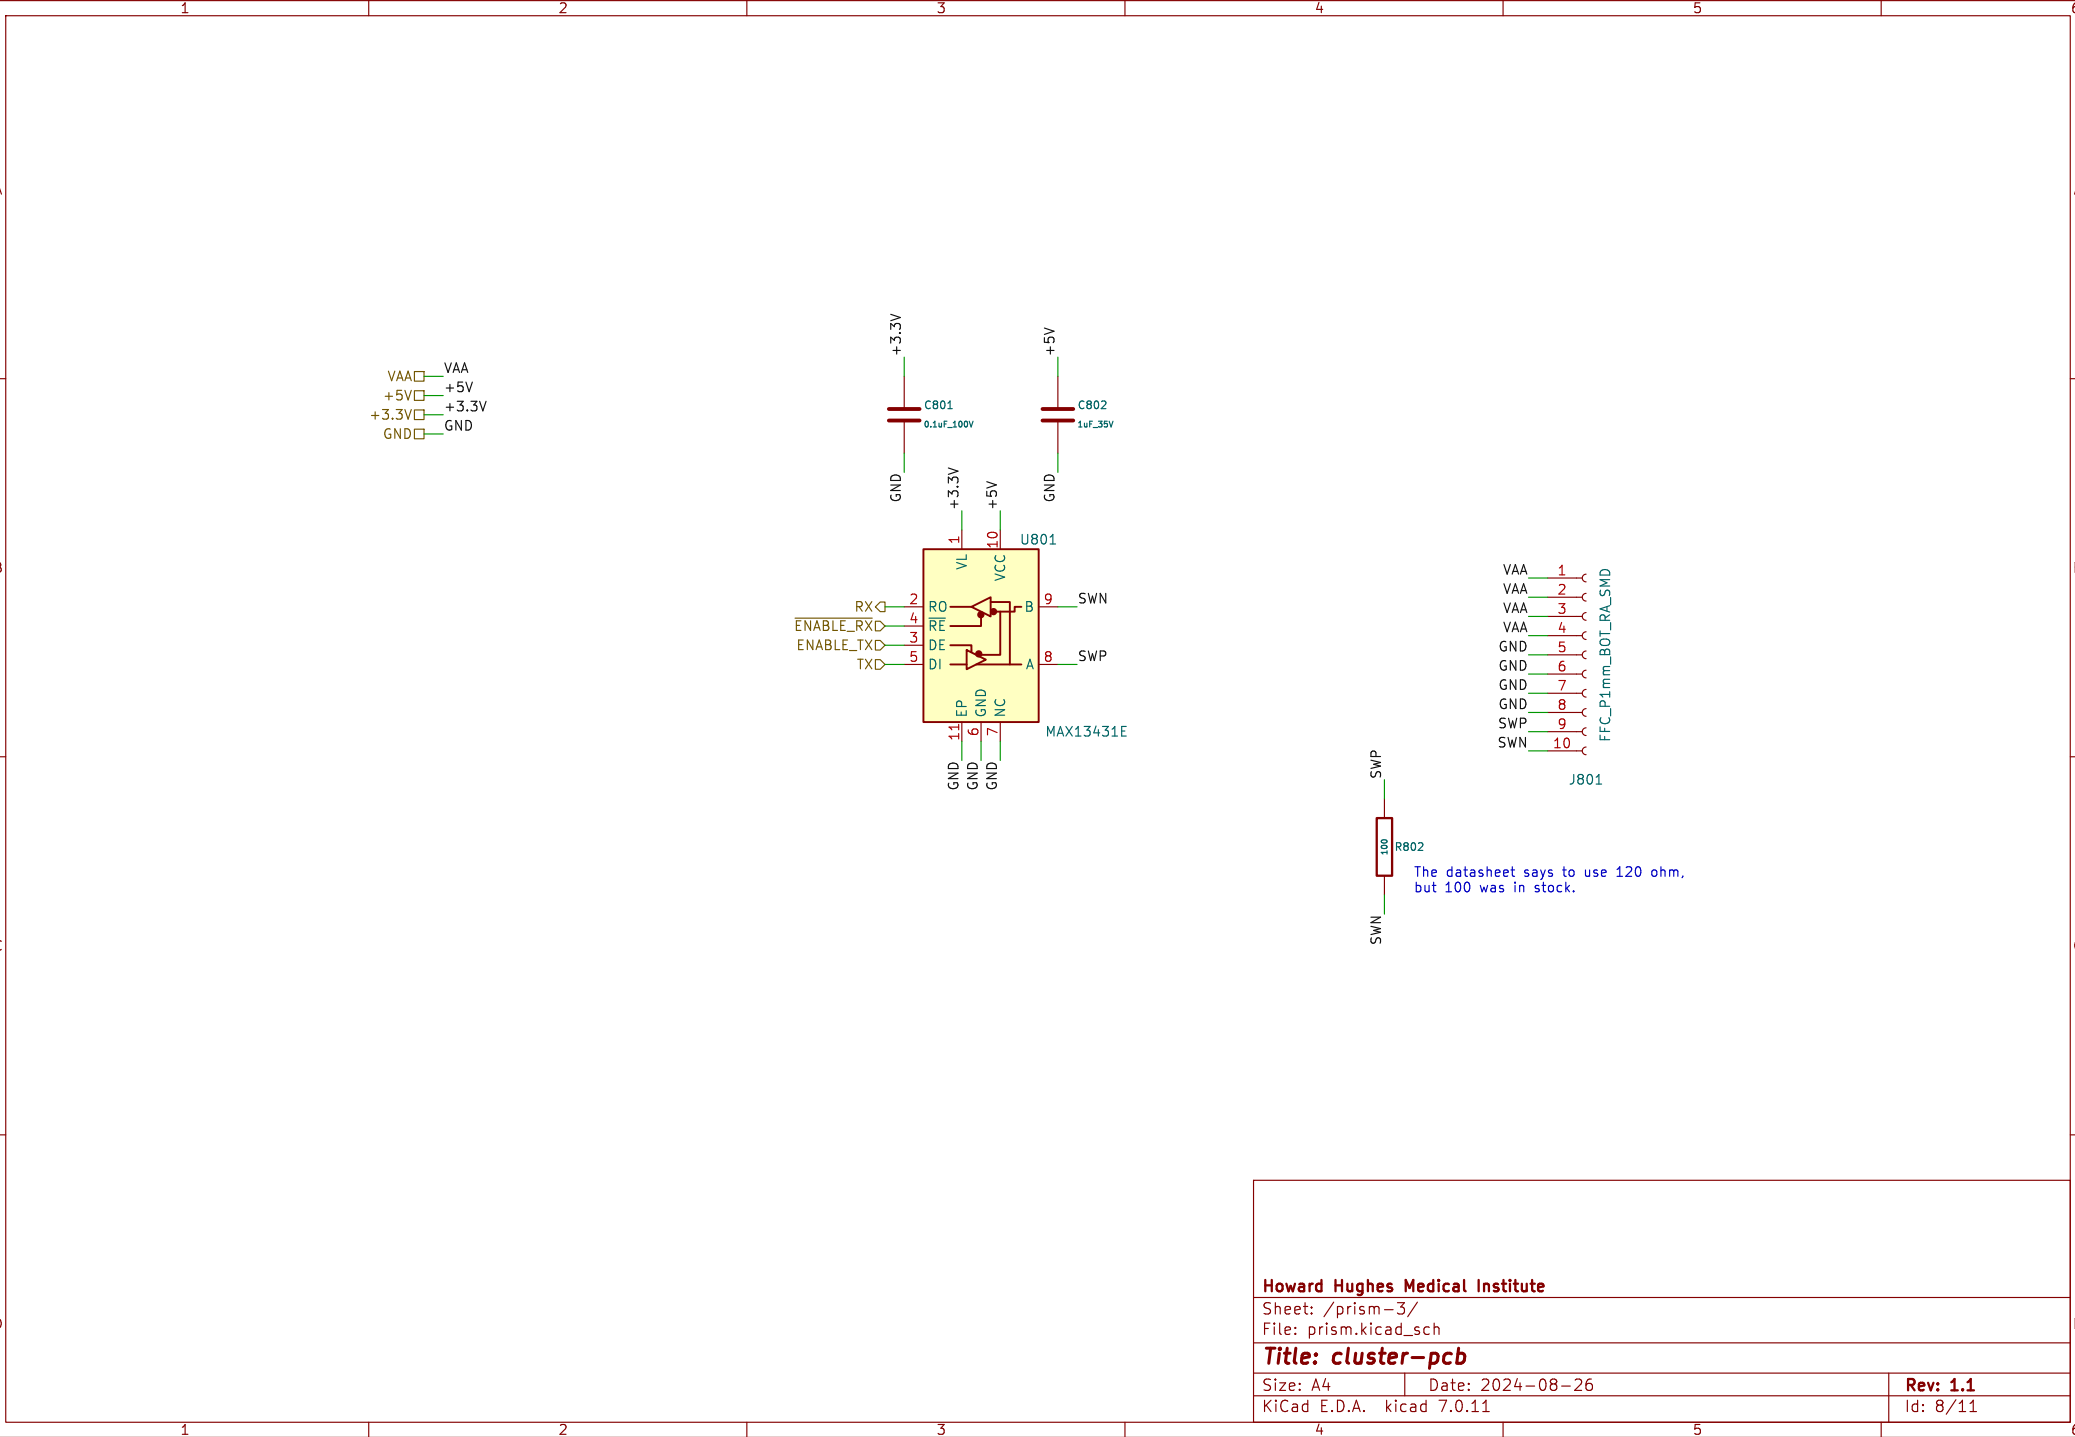 1 2 3 4 5 6
+3.3V
+5V
VAA VAA
+5V +5V
+3.3V +3.3V
GND GND
C801
0.1uF_100V
C802
1uF_35V
GND
GND
+3.3V
+5V
U801
1
10
VL
VCC
RX 2 RO
ENABLE_RX 4 RE
ENABLE_TX 3 DE
TX 5 DI
B 9 SWN
A 8 SWP
EP
GND
NC
11
6
7
MAX13431E
GND
GND
GND
VAA 1
VAA 2
VAA 3
VAA 4
GND 5
GND 6
GND 7
GND 8
SWP 9
SWN 10
FFC_P1mm_BOT_RA_SMD
J801
SWP
100
R802
The datasheet says to use 120 ohm,
but 100 was in stock.
SWN
Howard Hughes Medical Institute
Sheet: /prism-3/
File: prism.kicad_sch
Title: cluster-pcb
Size: A4 Date: 2024-08-26 Rev: 1.1
KiCad E.D.A. kicad 7.0.11 Id: 8/11
1 2 3 4 5 6